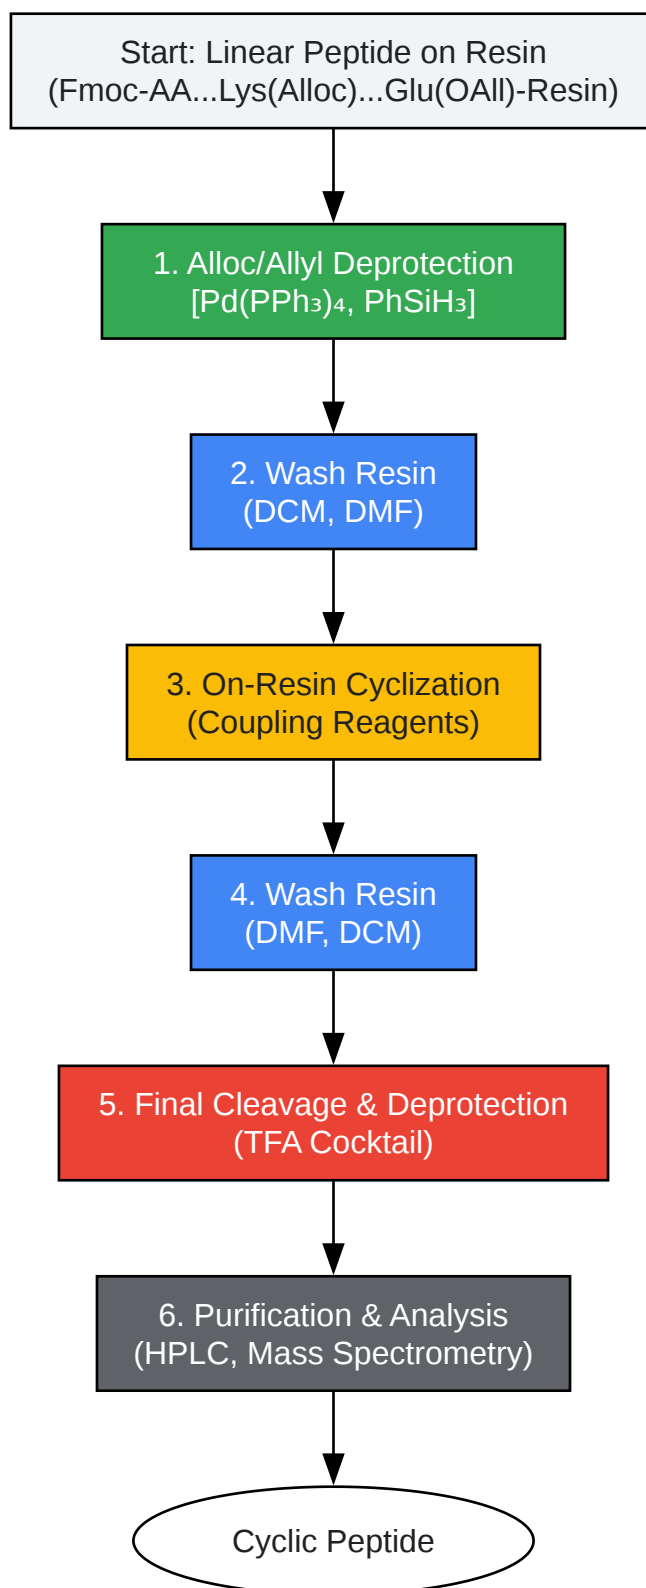 Start: Linear Peptide on Resin
(Fmoc-AA...Lys(Alloc)...Glu(OAll)-Resin)
1. Alloc/Allyl Deprotection
[Pd(PPh₃)₄, PhSiH₃]
2. Wash Resin
(DCM, DMF)
3. On-Resin Cyclization
(Coupling Reagents)
4. Wash Resin
(DMF, DCM)
5. Final Cleavage & Deprotection
(TFA Cocktail)
6. Purification & Analysis
(HPLC, Mass Spectrometry)
Cyclic Peptide